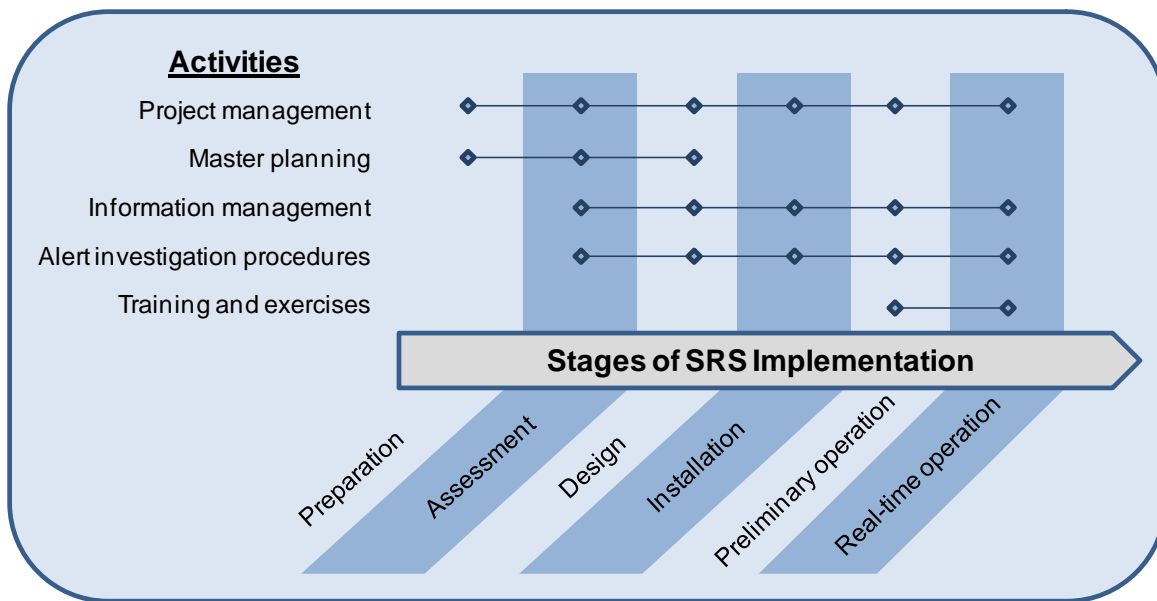 Activities
Project management
Master planning
Information management
Alert investigation procedures
Training and exercises
Stages of SRS Implementation
Preparation
Assessment
Design
Installation
Preliminary operation
Real-time operation